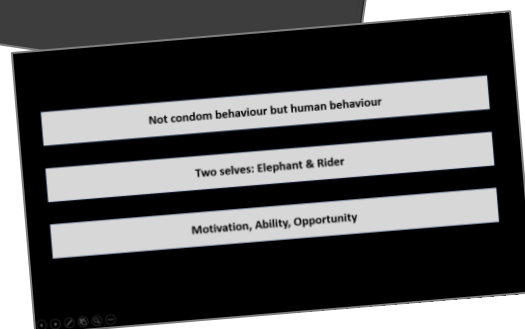 Not condom behaviour but human behaviour
Two selves: Elephant & Rider
Motivation, Ability, Opportunity